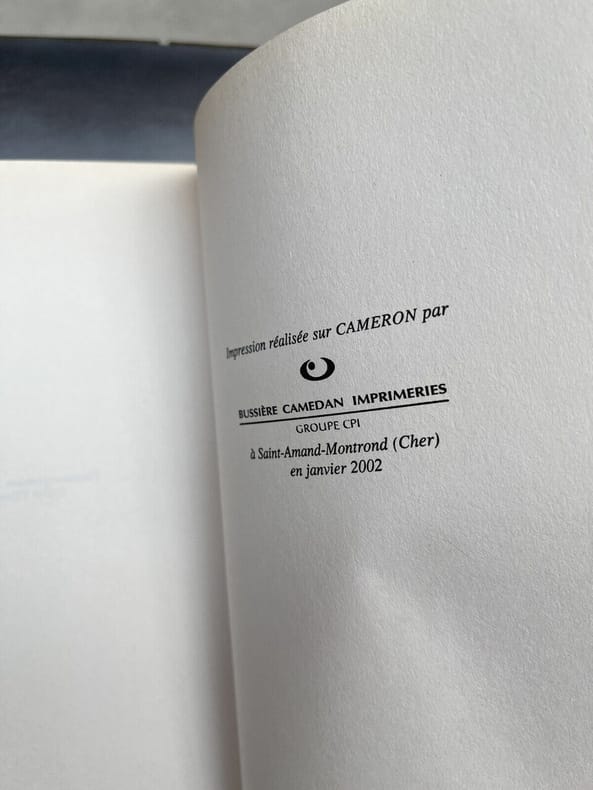 Impression réalisée sur CAMERON par
BUSSIÈRE CAMEDAN IMPRIMERIES
GROUPE CPI
à Saint-Amand-Montrond (Cher)
en janvier 2002